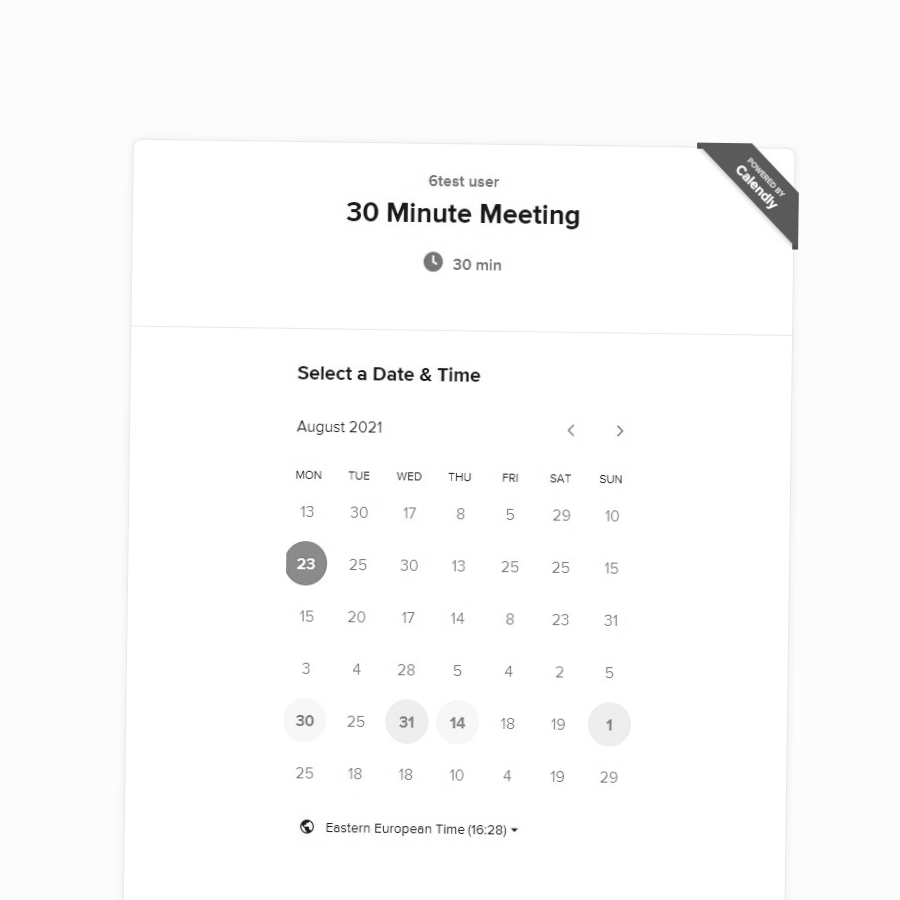 POWERED BY
Calendly
6test user
30 Minute Meeting
30 min
Select a Date & Time
August 2021
MON TUE WED THU FRI SAT SUN
13 30 17 8 5 29 10
23 25 30 13 25 25 15
15 20 17 14 8 23 31
3 4 28 5 4 2 5
30 25 31 14 18 19 1
25 18 18 10 4 19 29
Eastern European Time (16:28)